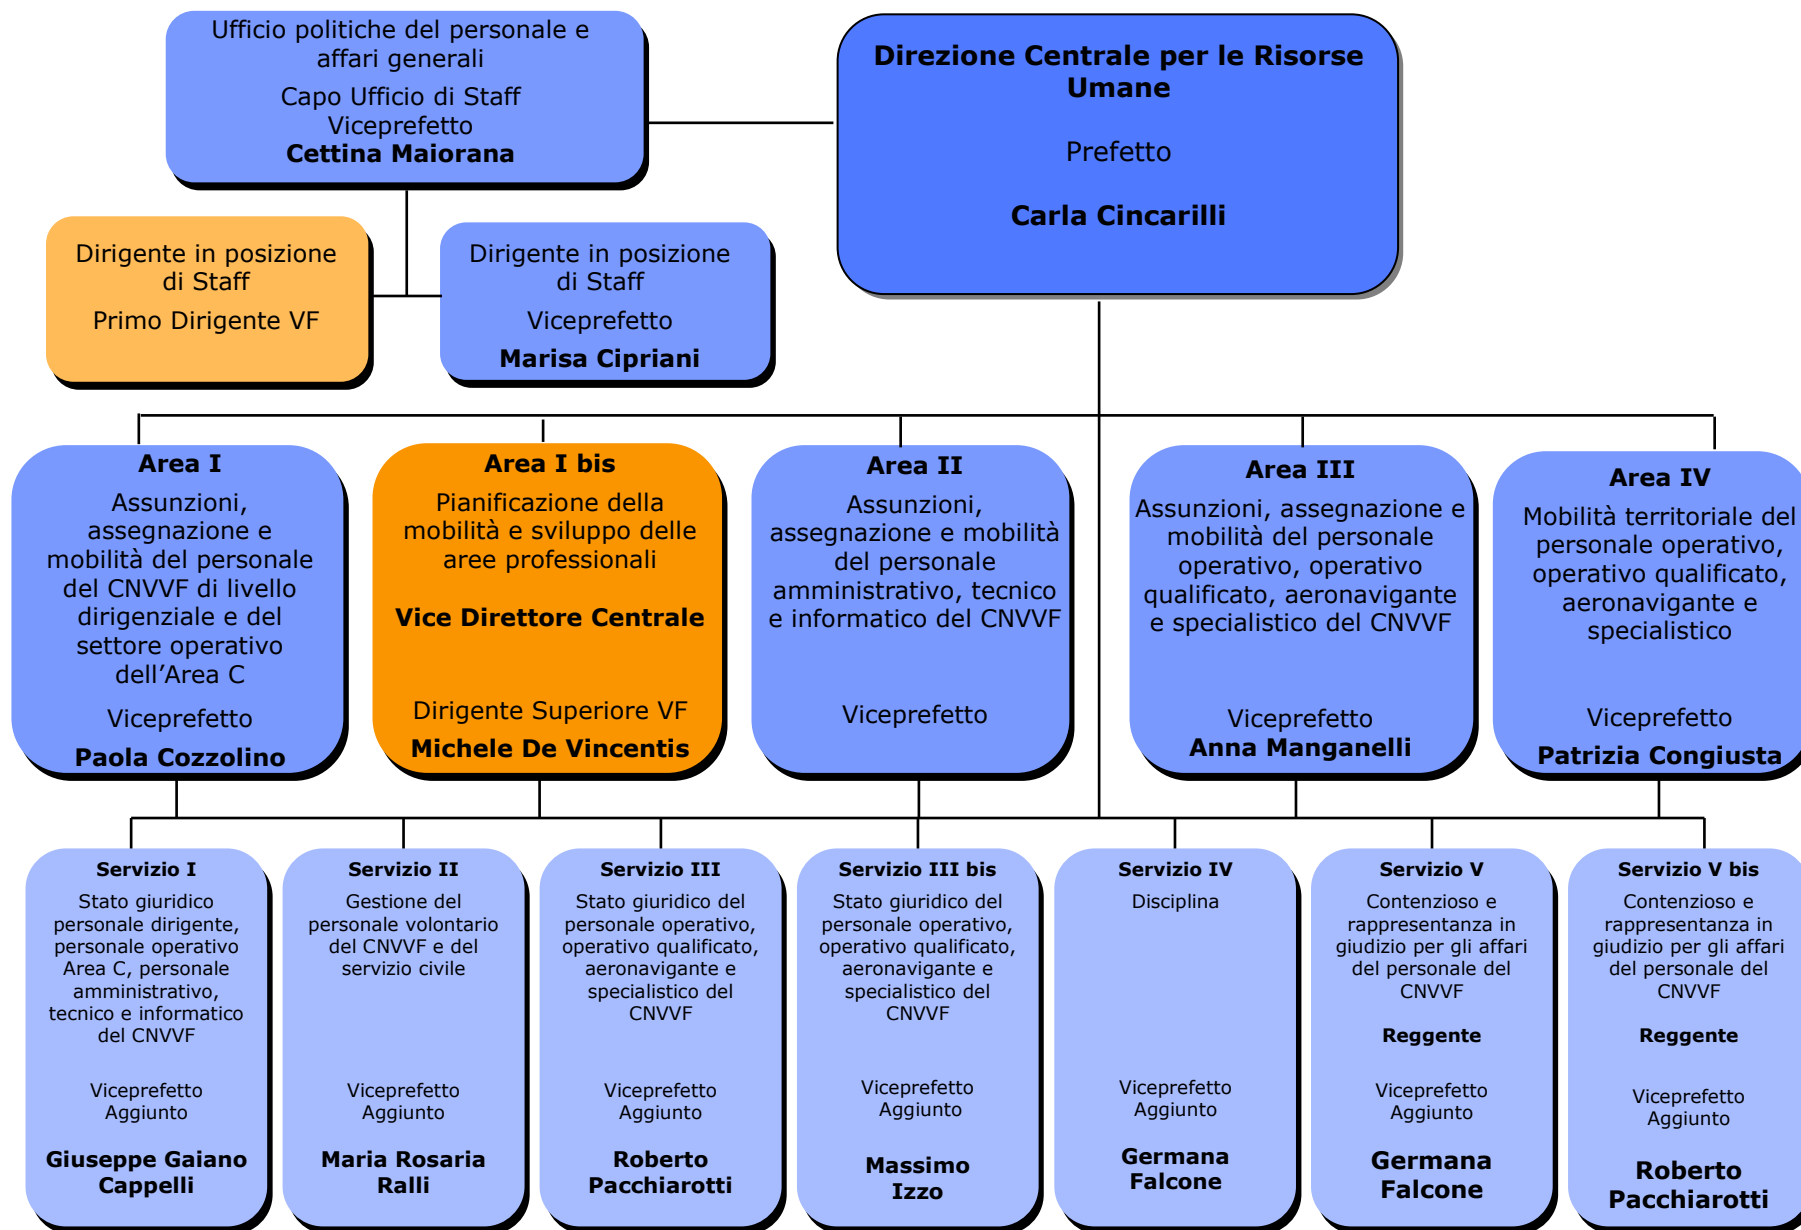 Ufficio politiche del personale e
affari generali
Capo Ufficio di Staff
Viceprefetto
Cettina Maiorana
Direzione Centrale per le Risorse
Umane
Prefetto
Carla Cincarilli
Dirigente in posizione
di Staff
Primo Dirigente VF
Dirigente in posizione
di Staff
Viceprefetto
Marisa Cipriani
Area I
Assunzioni,
assegnazione e
mobilità del personale
del CNVVF di livello
dirigenziale e del
settore operativo
dell’Area C
Viceprefetto
Paola Cozzolino
Area I bis
Pianificazione della
mobilità e sviluppo delle
aree professionali
Vice Direttore Centrale
Dirigente Superiore VF
Michele De Vincentis
Area II
Assunzioni,
assegnazione e mobilità
del personale
amministrativo, tecnico
e informatico del CNVVF
Viceprefetto
Area III
Assunzioni, assegnazione e
mobilità del personale
operativo, operativo
qualificato, aeronavigante
e specialistico del CNVVF
Viceprefetto
Anna Manganelli
Area IV
Mobilità territoriale del
personale operativo,
operativo qualificato,
aeronavigante e
specialistico
Viceprefetto
Patrizia Congiusta
Servizio I
Stato giuridico
personale dirigente,
personale operativo
Area C, personale
amministrativo,
tecnico e informatico
del CNVVF
Viceprefetto
Aggiunto
Giuseppe Gaiano
Cappelli
Servizio II
Gestione del
personale volontario
del CNVVF e del
servizio civile
Viceprefetto
Aggiunto
Maria Rosaria
Ralli
Servizio III
Stato giuridico del
personale operativo,
operativo qualificato,
aeronavigante e
specialistico del
CNVVF
Viceprefetto
Aggiunto
Roberto
Pacchiarotti
Servizio III bis
Stato giuridico del
personale operativo,
operativo qualificato,
aeronavigante e
specialistico del
CNVVF
Viceprefetto
Aggiunto
Massimo
Izzo
Servizio IV
Disciplina
Viceprefetto
Aggiunto
Germana
Falcone
Servizio V
Contenzioso e
rappresentanza in
giudizio per gli affari
del personale del
CNVVF
Reggente
Viceprefetto
Aggiunto
Germana
Falcone
Servizio V bis
Contenzioso e
rappresentanza in
giudizio per gli affari
del personale del
CNVVF
Reggente
Viceprefetto
Aggiunto
Roberto
Pacchiarotti